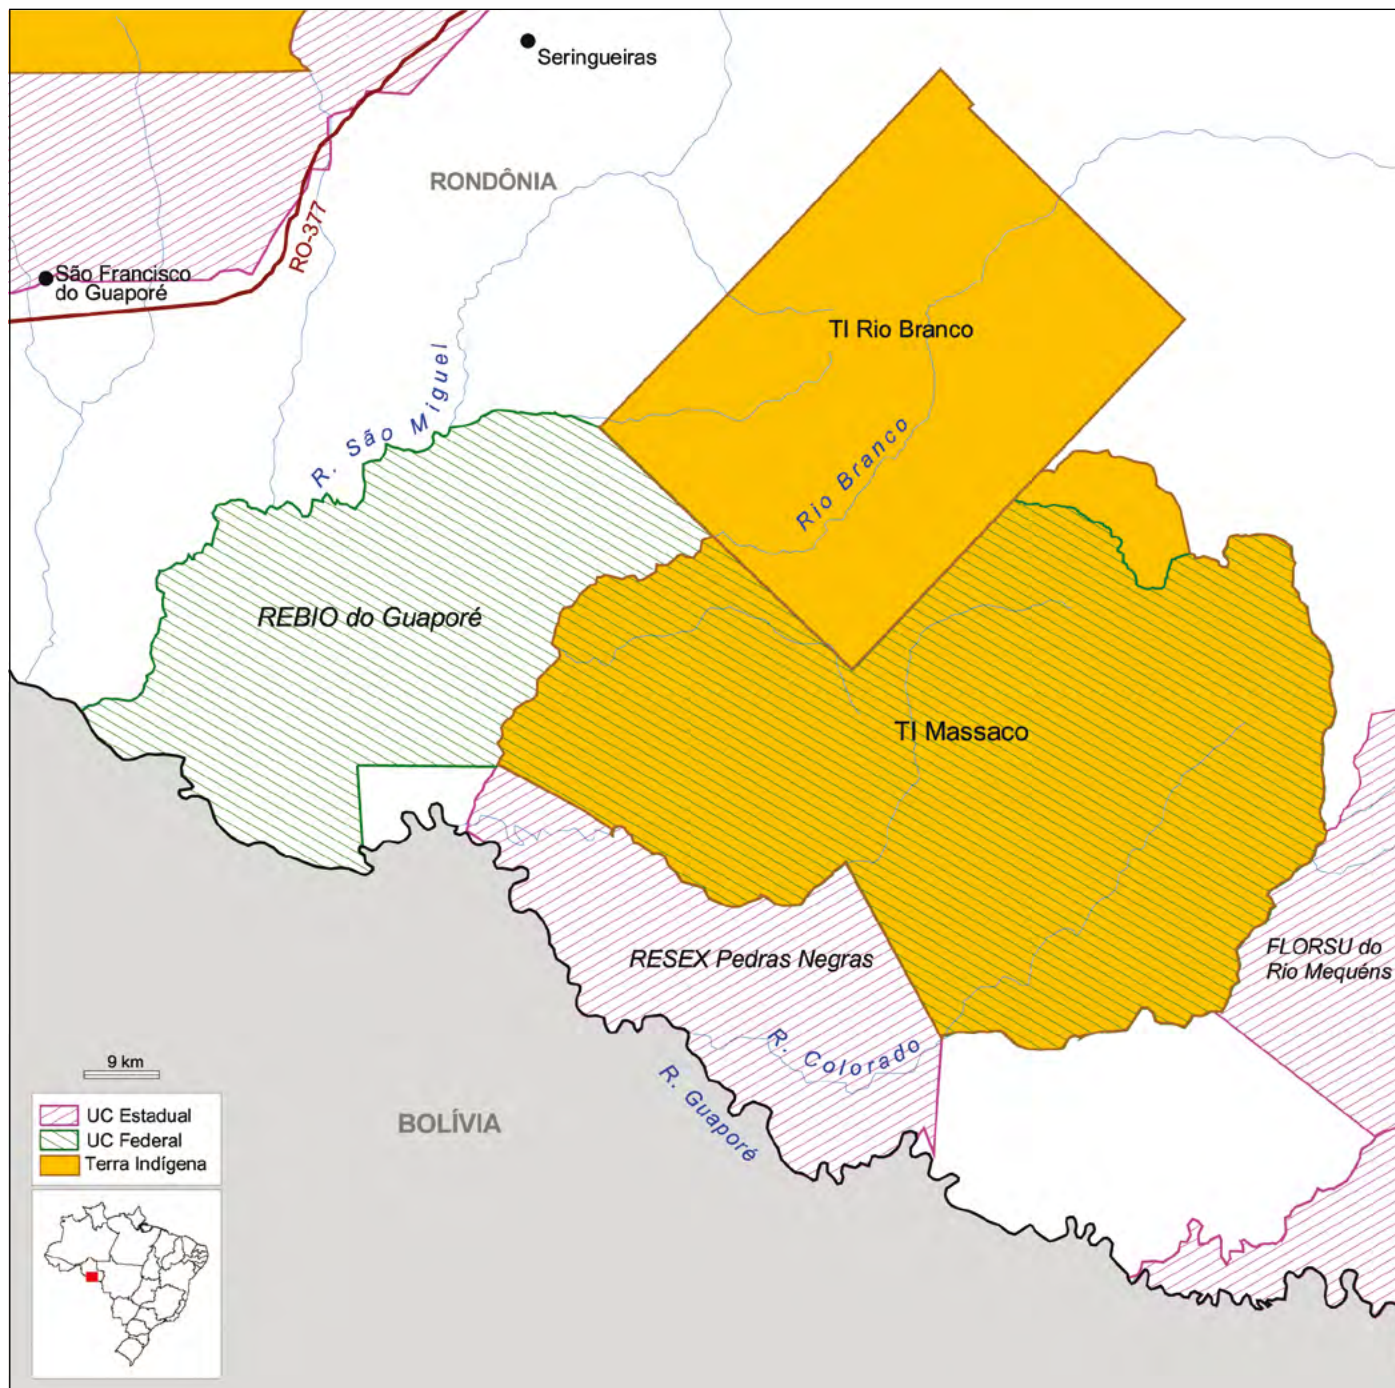 Seringueiras
RONDÔNIA
RO-377
São Francisco
do Guaporé
TI Rio Branco
R. São Miguel
Rio Branco
REBIO do Guaporé
TI Massaco
RESEX Pedras Negras
FLORSU do
Rio Mequéns
R. Colorado
R. Guaporé
9 km
BOLÍVIA
UC Estadual
UC Federal
Terra Indígena